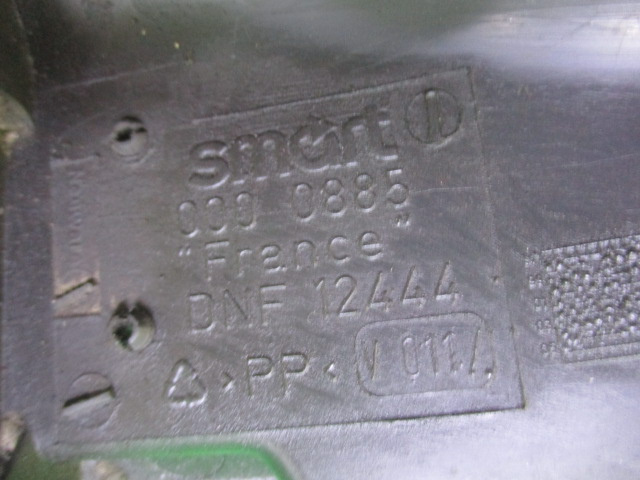 smart
000 0885
"France"
DNF 12444
>PP<